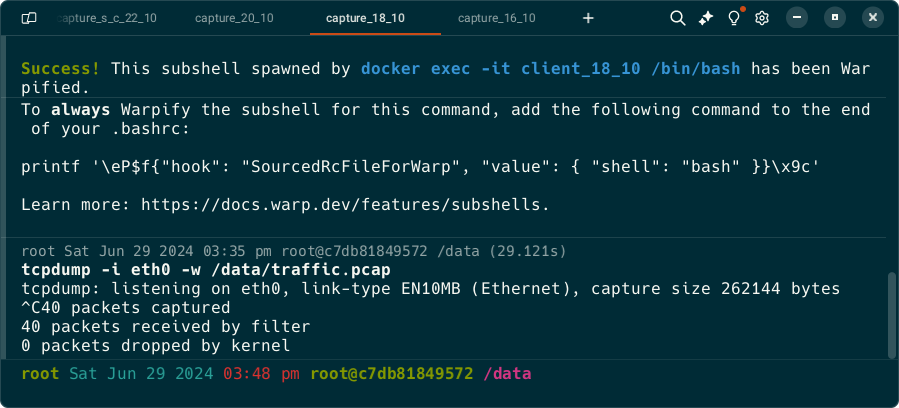 capture_s_c_22_10 capture_20_10 capture_18_10 capture_16_10 +
Success! This subshell spawned by docker exec -it client_18_10 /bin/bash has been War
pified.
To always Warpify the subshell for this command, add the following command to the end
of your .bashrc:
printf '\eP$f{"hook": "SourcedRcFileForWarp", "value": { "shell": "bash" }}\x9c'
Learn more: https://docs.warp.dev/features/subshells.
root Sat Jun 29 2024 03:35 pm root@c7db81849572 /data (29.121s)
tcpdump -i eth0 -w /data/traffic.pcap
tcpdump: listening on eth0, link-type EN10MB (Ethernet), capture size 262144 bytes
^C40 packets captured
40 packets received by filter
0 packets dropped by kernel
root Sat Jun 29 2024 03:48 pm root@c7db81849572 /data